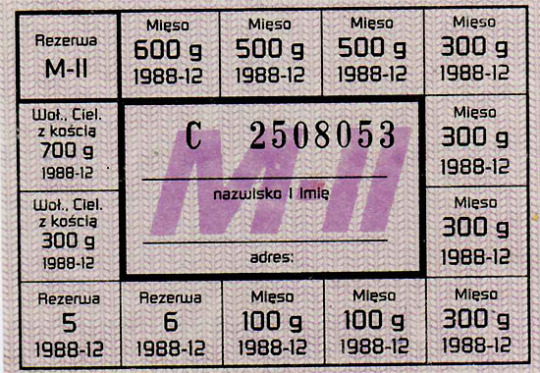 Rezerwa
M-II
Mięso
600 g
1988-12
Mięso
500 g
1988-12
Mięso
500 g
1988-12
Mięso
300 g
1988-12
Woł., Ciel.
z kością
700 g
1988-12
C 2508053
M-II
nazwisko i imię
adres:
Mięso
300 g
1988-12
Woł., Ciel.
z kością
300 g
1988-12
Mięso
300 g
1988-12
Rezerwa
5
1988-12
Rezerwa
6
1988-12
Mięso
100 g
1988-12
Mięso
100 g
1988-12
Mięso
300 g
1988-12